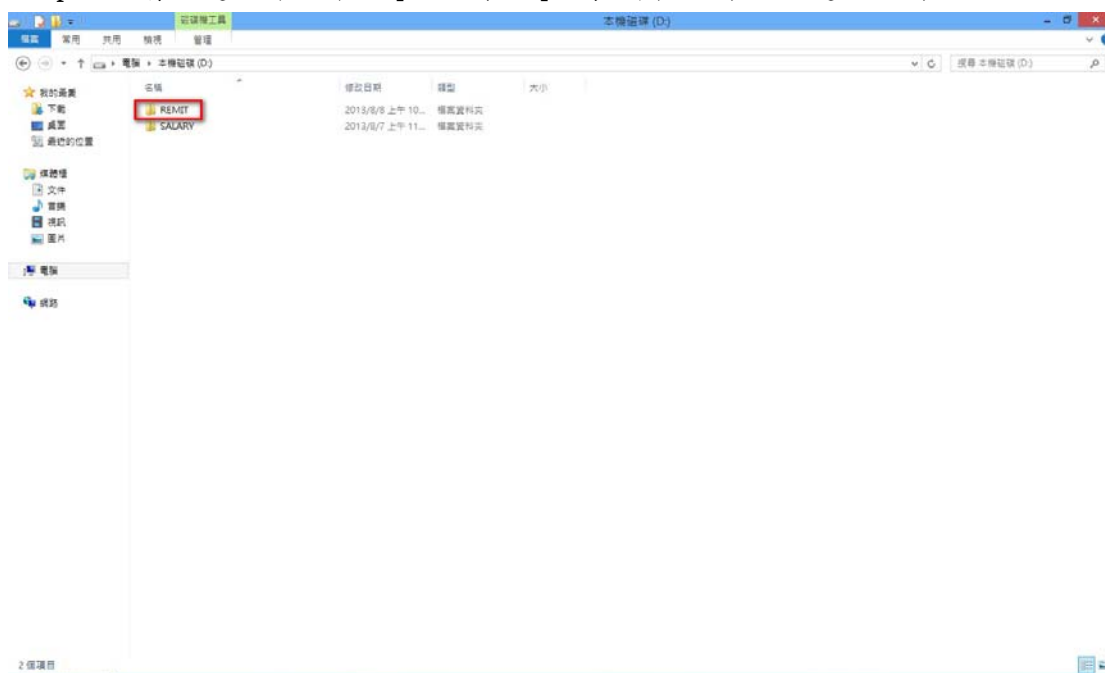 磁碟機工具
本機磁碟 (D:)
檔案 常用 共用 檢視 管理
電腦 本機磁碟 (D:)
搜尋 本機磁碟 (D:)
名稱 修改日期 類型 大小
REMIT 2013/8/8 上午 10... 檔案資料夾
SALARY 2013/8/7 上午 11... 檔案資料夾
我的最愛
下載
桌面
最近的位置
媒體櫃
文件
音樂
視訊
圖片
電腦
網路
2 個項目